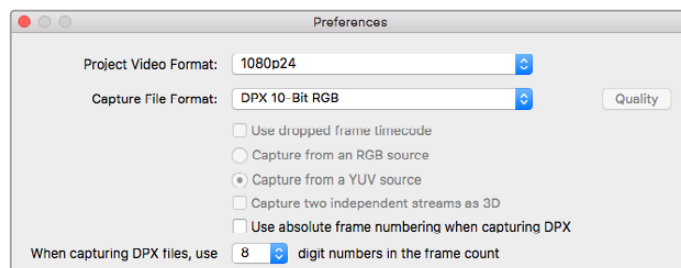 Preferences
Project Video Format: 1080p24
Capture File Format: DPX 10-Bit RGB Quality
Use dropped frame timecode
Capture from an RGB source
Capture from a YUV source
Capture two independent streams as 3D
Use absolute frame numbering when capturing DPX
When capturing DPX files, use 8 digit numbers in the frame count